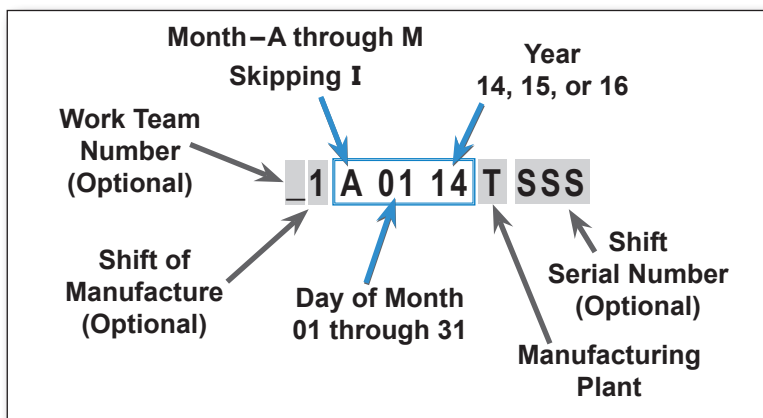 Month–A through M
Skipping I
Year
14, 15, or 16
Work Team
Number
(Optional)
_1 A 01 14 T SSS
Shift of
Manufacture
(Optional)
Day of Month
01 through 31
Shift
Serial Number
(Optional)
Manufacturing
Plant